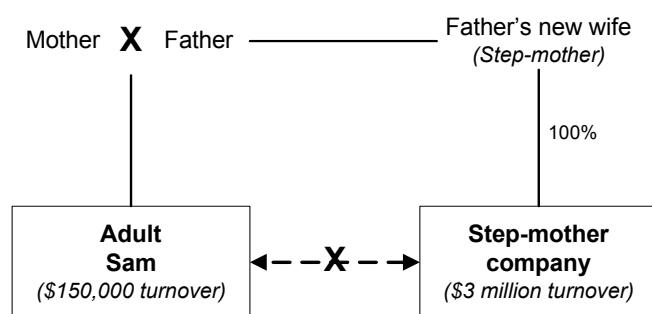 Mother X Father
Father's new wife
(Step-mother)
100%
Adult
Sam
($150,000 turnover)
X
Step-mother
company
($3 million turnover)